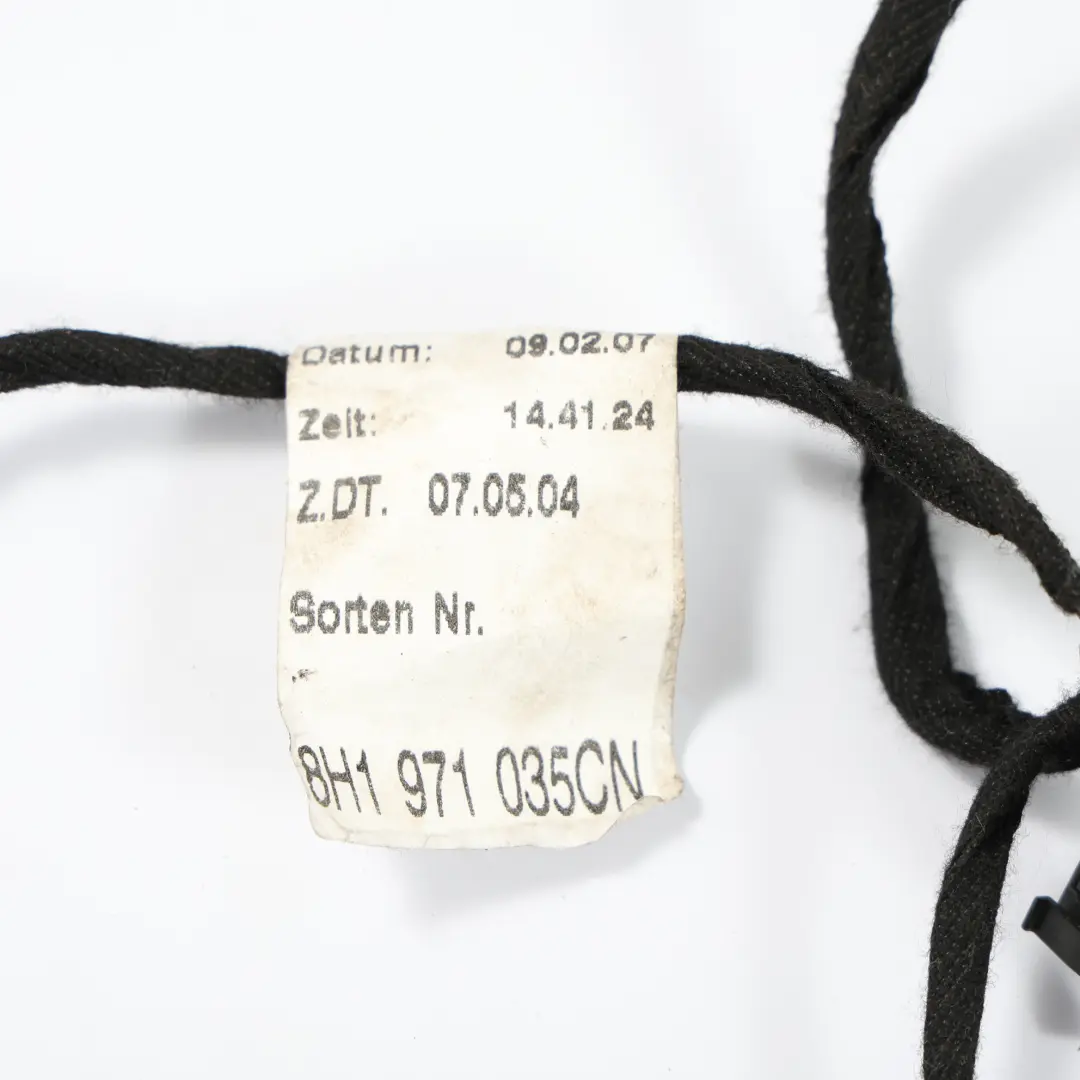 Datum: 09.02.07
Zeit: 14.41.24
Z.DT. 07.05.04
Sorten Nr.
.-
8H1 971 035CN